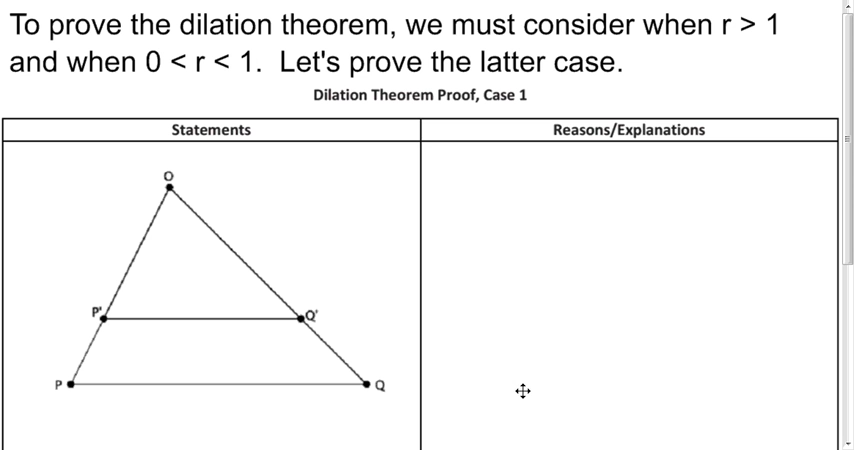 To prove the dilation theorem, we must consider when r > 1
and when 0 < r < 1.  Let's prove the latter case.
Dilation Theorem Proof, Case 1
Statements
Reasons/Explanations
O
P'
Q'
P
Q